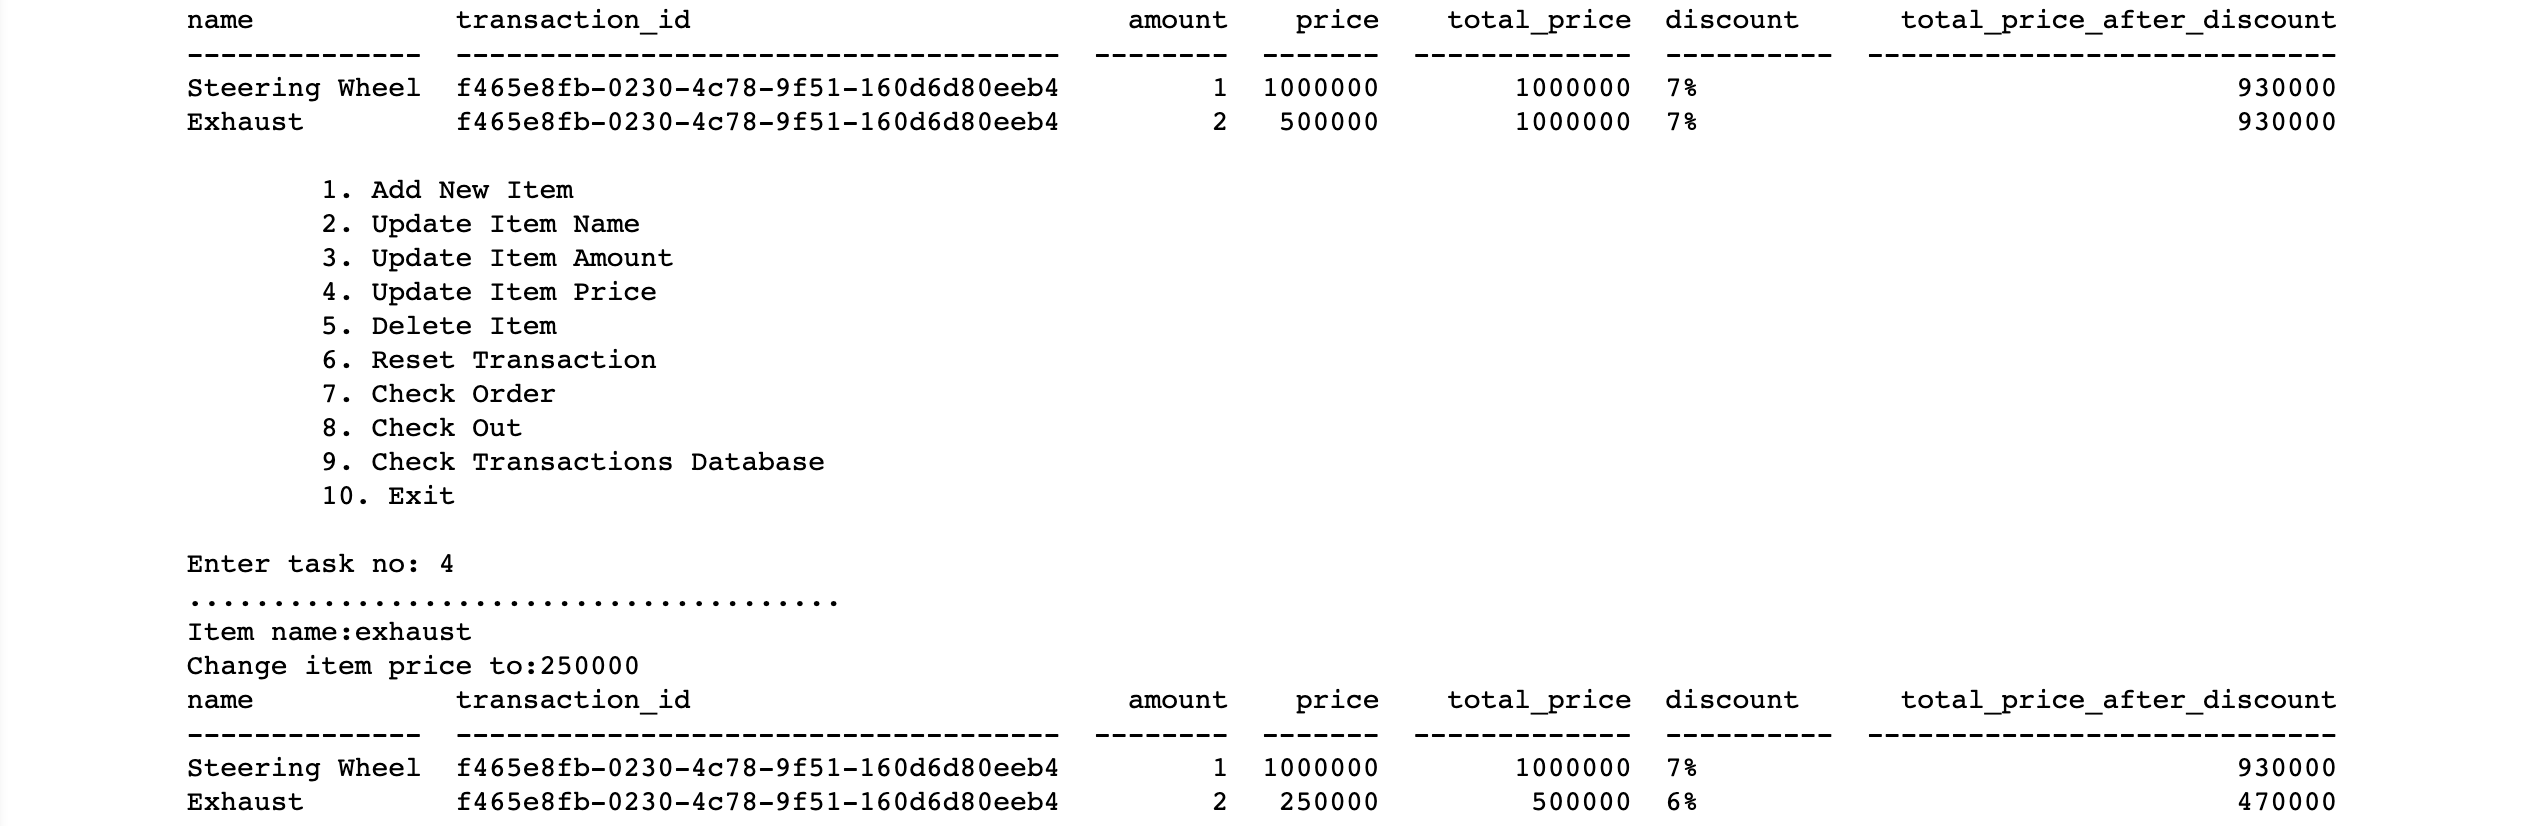 name            transaction_id                          amount    price    total_price  discount      total_price_after_discount
--------------  ------------------------------------  --------  -------  -------------  ----------  ----------------------------
Steering Wheel  f465e8fb-0230-4c78-9f51-160d6d80eeb4         1  1000000        1000000  7%                                930000
Exhaust         f465e8fb-0230-4c78-9f51-160d6d80eeb4         2   500000        1000000  7%                                930000
1. Add New Item
2. Update Item Name
3. Update Item Amount
4. Update Item Price
5. Delete Item
6. Reset Transaction
7. Check Order
8. Check Out
9. Check Transactions Database
10. Exit
Enter task no: 4
.......................................
Item name:exhaust
Change item price to:250000
name            transaction_id                          amount    price    total_price  discount      total_price_after_discount
--------------  ------------------------------------  --------  -------  -------------  ----------  ----------------------------
Steering Wheel  f465e8fb-0230-4c78-9f51-160d6d80eeb4         1  1000000        1000000  7%                                930000
Exhaust         f465e8fb-0230-4c78-9f51-160d6d80eeb4         2   250000         500000  6%                                470000